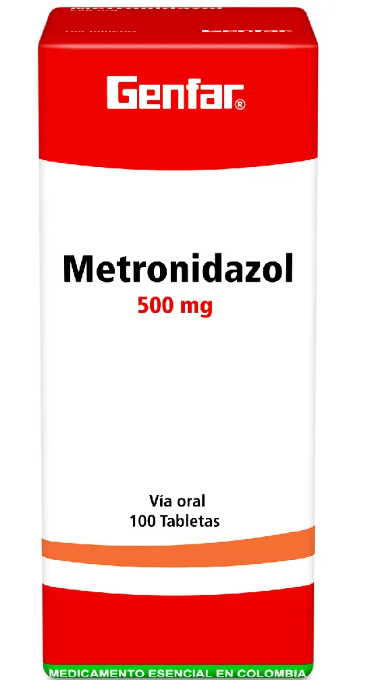 Genfar®
Metronidazol
500 mg
Vía oral
100 Tabletas
MEDICAMENTO ESENCIAL EN COLOMBIA